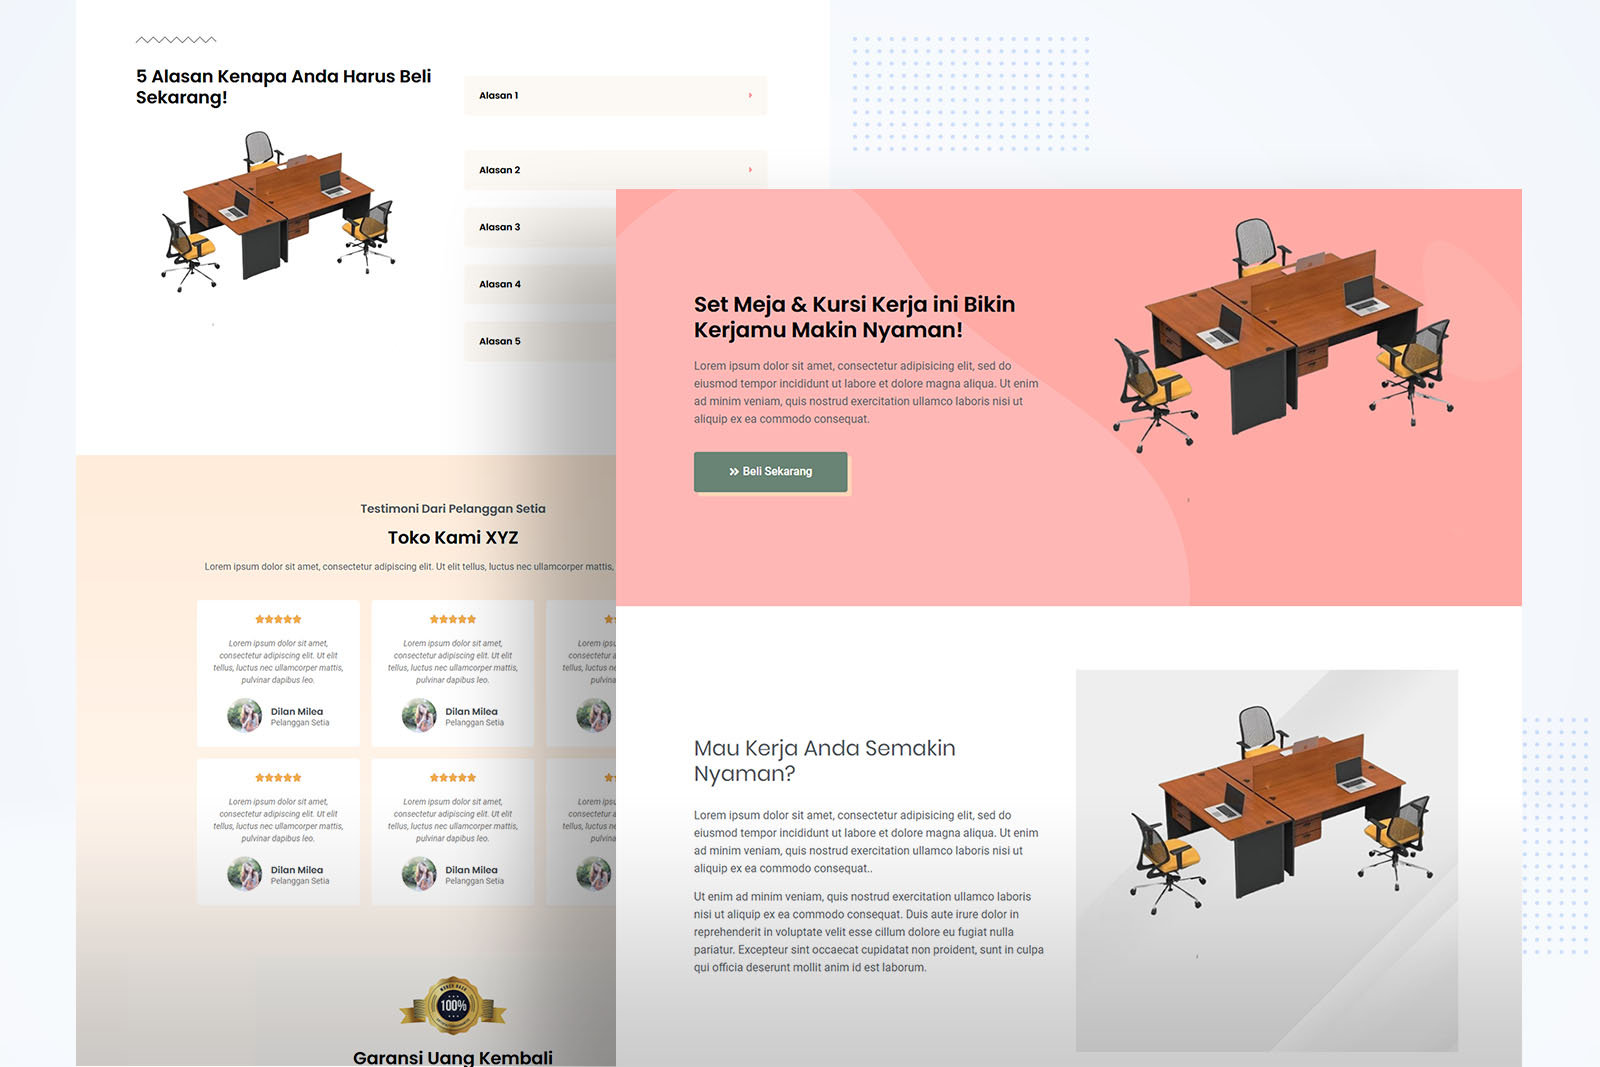 5 Alasan Kenapa Anda Harus Beli
Sekarang!
Alasan 1
Alasan 2
Alasan 3
Alasan 4
Alasan 5
Testimoni Dari Pelanggan Setia
Toko Kami XYZ
Lorem ipsum dolor sit amet, consectetur adipiscing elit. Ut elit tellus, luctus nec ullamcorper mattis,
Lorem ipsum dolor sit amet,
consectetur adipiscing elit. Ut elit
tellus, luctus nec ullamcorper mattis,
pulvinar dapibus leo.
Dilan Milea
Pelanggan Setia
Lorem ipsum dolor sit amet,
consectetur adipiscing elit. Ut elit
tellus, luctus nec ullamcorper mattis,
pulvinar dapibus leo.
Dilan Milea
Pelanggan Setia
Lorem ips
consectetur
tellus, luctus
pulvin
Lorem ipsum dolor sit amet,
consectetur adipiscing elit. Ut elit
tellus, luctus nec ullamcorper mattis,
pulvinar dapibus leo.
Dilan Milea
Pelanggan Setia
Lorem ipsum dolor sit amet,
consectetur adipiscing elit. Ut elit
tellus, luctus nec ullamcorper mattis,
pulvinar dapibus leo.
Dilan Milea
Pelanggan Setia
Lorem ips
consectetur
tellus, luctus
pulvin
100%
Garansi Uang Kembali
Set Meja & Kursi Kerja ini Bikin
Kerjamu Makin Nyaman!
Lorem ipsum dolor sit amet, consectetur adipisicing elit, sed do
eiusmod tempor incididunt ut labore et dolore magna aliqua. Ut enim
ad minim veniam, quis nostrud exercitation ullamco laboris nisi ut
aliquip ex ea commodo consequat.
Beli Sekarang
Mau Kerja Anda Semakin
Nyaman?
Lorem ipsum dolor sit amet, consectetur adipisicing elit, sed do
eiusmod tempor incididunt ut labore et dolore magna aliqua. Ut enim
ad minim veniam, quis nostrud exercitation ullamco laboris nisi ut
aliquip ex ea commodo consequat..
Ut enim ad minim veniam, quis nostrud exercitation ullamco laboris
nisi ut aliquip ex ea commodo consequat. Duis aute irure dolor in
reprehenderit in voluptate velit esse cillum dolore eu fugiat nulla
pariatur. Excepteur sint occaecat cupidatat non proident, sunt in culpa
qui officia deserunt mollit anim id est laborum.